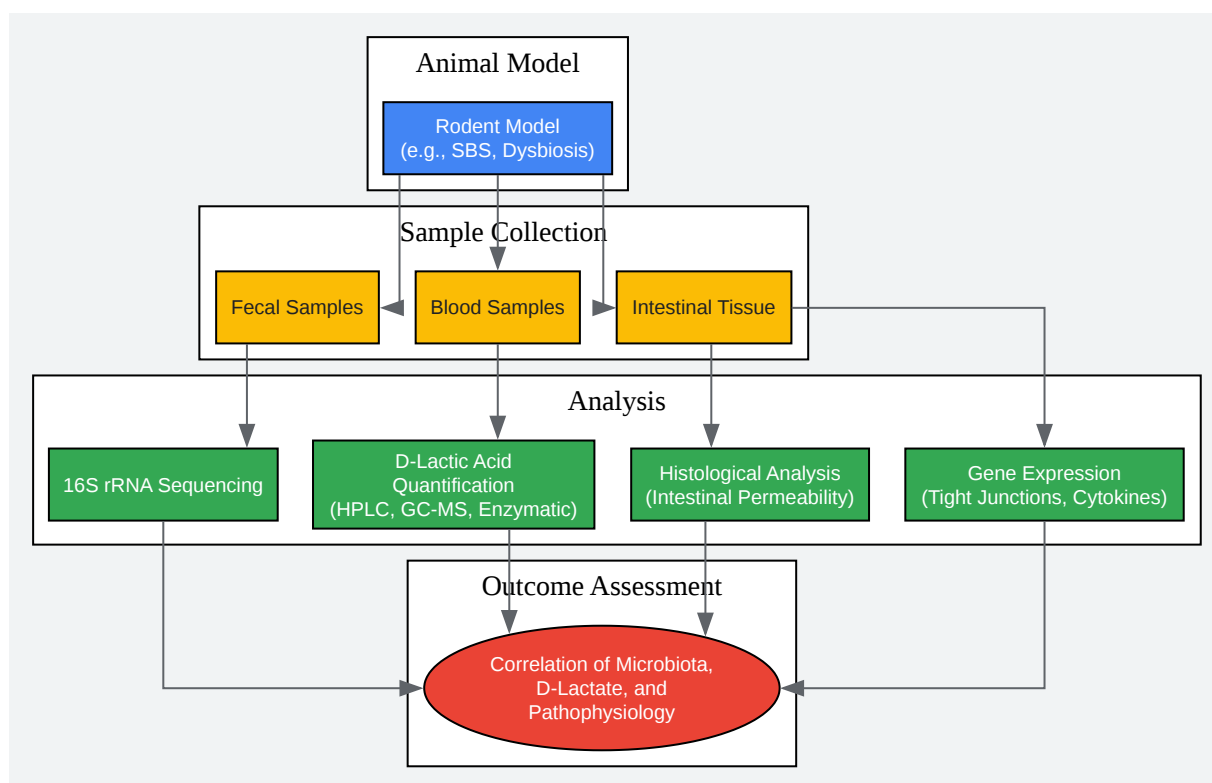 Animal Model
Rodent Model
(e.g., SBS, Dysbiosis)
Sample Collection
Fecal Samples
Blood Samples
Intestinal Tissue
Analysis
16S rRNA Sequencing
D-Lactic Acid
Quantification
(HPLC, GC-MS, Enzymatic)
Histological Analysis
(Intestinal Permeability)
Gene Expression
(Tight Junctions, Cytokines)
Outcome Assessment
Correlation of Microbiota,
D-Lactate, and
Pathophysiology